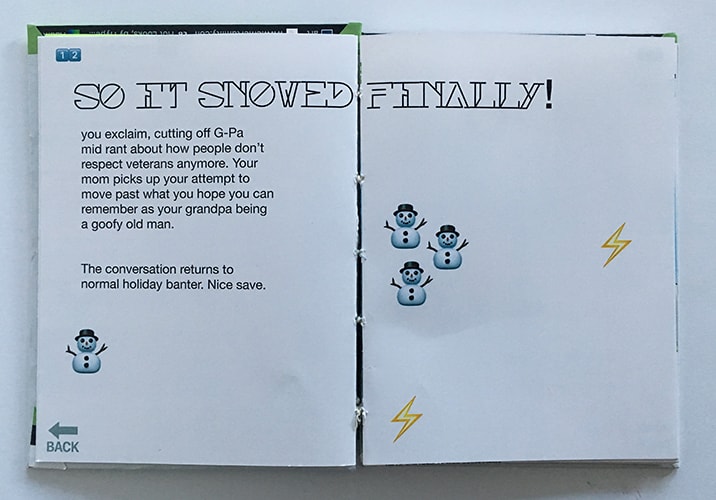 12
SO IT SNOWED FINALLY!
you exclaim, cutting off G-Pa
mid rant about how people don't
respect veterans anymore. Your
mom picks up your attempt to
move past what you hope you can
remember as your grandpa being
a goofy old man.
The conversation returns to
normal holiday banter. Nice save.
BACK